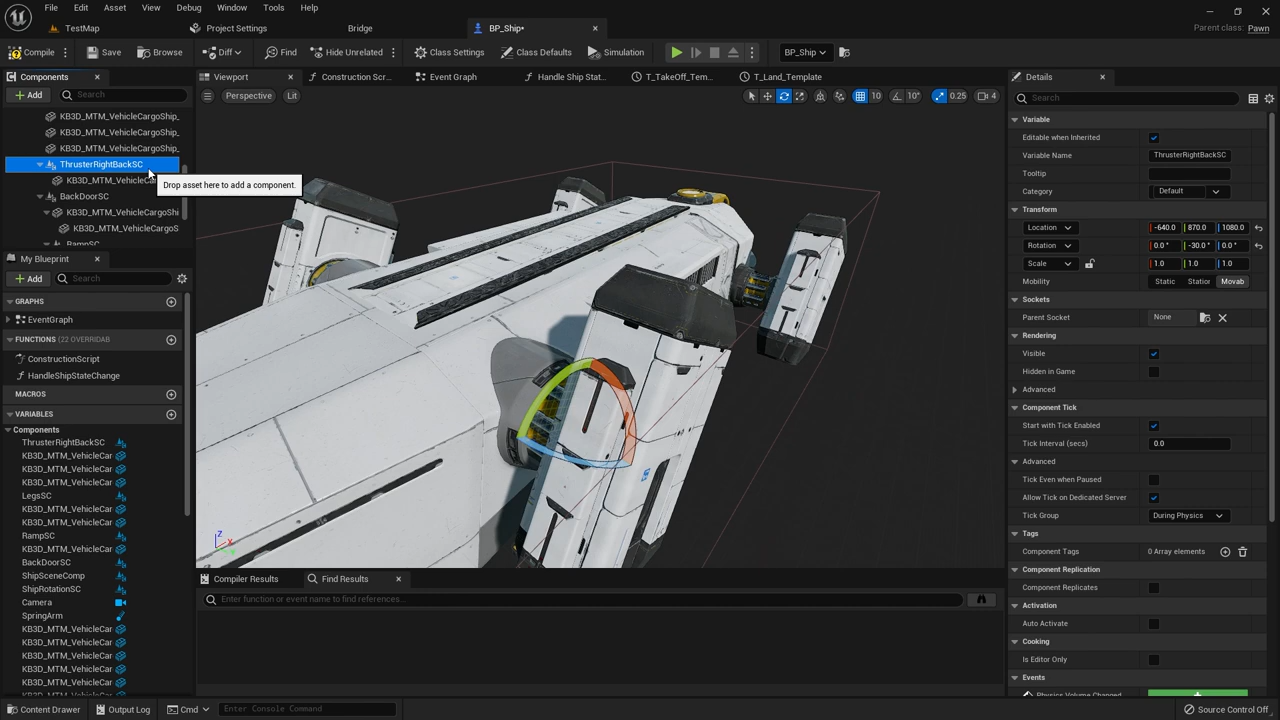 File Edit Asset View Debug Window Tools Help
Parent class: Pawn
TestMap Project Settings Bridge BP_Ship*
Compile Save Browse Diff Find Hide Unrelated Class Settings Class Defaults Simulation BP_Ship
Components Viewport Construction Scr... Event Graph Handle Ship Stat... T_TakeOff_Tem... T_Land_Template Details
Add Search
Perspective Lit 10 10° 0.25 4
KB3D_MTM_VehicleCargoShip_
KB3D_MTM_VehicleCargoShip_
KB3D_MTM_VehicleCargoShip_
ThrusterRightBackSC
KB3D_MTM_VehicleCar
Drop asset here to add a component.
BackDoorSC
KB3D_MTM_VehicleCargoShi
KB3D_MTM_VehicleCargoS
RampSC
My Blueprint
Add Search
GRAPHS
EventGraph
FUNCTIONS (22 OVERRIDAB
ConstructionScript
HandleShipStateChange
MACROS
VARIABLES
Components
ThrusterRightBackSC
KB3D_MTM_VehicleCar
KB3D_MTM_VehicleCar
KB3D_MTM_VehicleCar
LegsSC
KB3D_MTM_VehicleCar
KB3D_MTM_VehicleCar
RampSC
KB3D_MTM_VehicleCar
BackDoorSC
ShipSceneComp
ShipRotationSC
Camera
SpringArm
KB3D_MTM_VehicleCar
KB3D_MTM_VehicleCar
KB3D_MTM_VehicleCar
KB3D_MTM_VehicleCar
KB3D_MTM_VehicleCar
KB3D_MTM_VehicleCar
Z
X
Y
Compiler Results Find Results
Enter function or event name to find references...
Search
Variable
Editable when Inherited
Variable Name ThrusterRightBackSC
Tooltip
Category Default
Transform
Location -640.0 870.0 1080.0
Rotation 0.0° -30.0° 0.0°
Scale 1.0 1.0 1.0
Mobility Static Station Movab
Sockets
Parent Socket None
Rendering
Visible
Hidden in Game
Advanced
Component Tick
Start with Tick Enabled
Tick Interval (secs) 0.0
Advanced
Tick Even when Paused
Allow Tick on Dedicated Server
Tick Group During Physics
Tags
Component Tags 0 Array elements
Component Replication
Component Replicates
Activation
Auto Activate
Cooking
Is Editor Only
Events
Physics Volume Changed
Content Drawer Output Log Cmd Enter Console Command Source Control Off